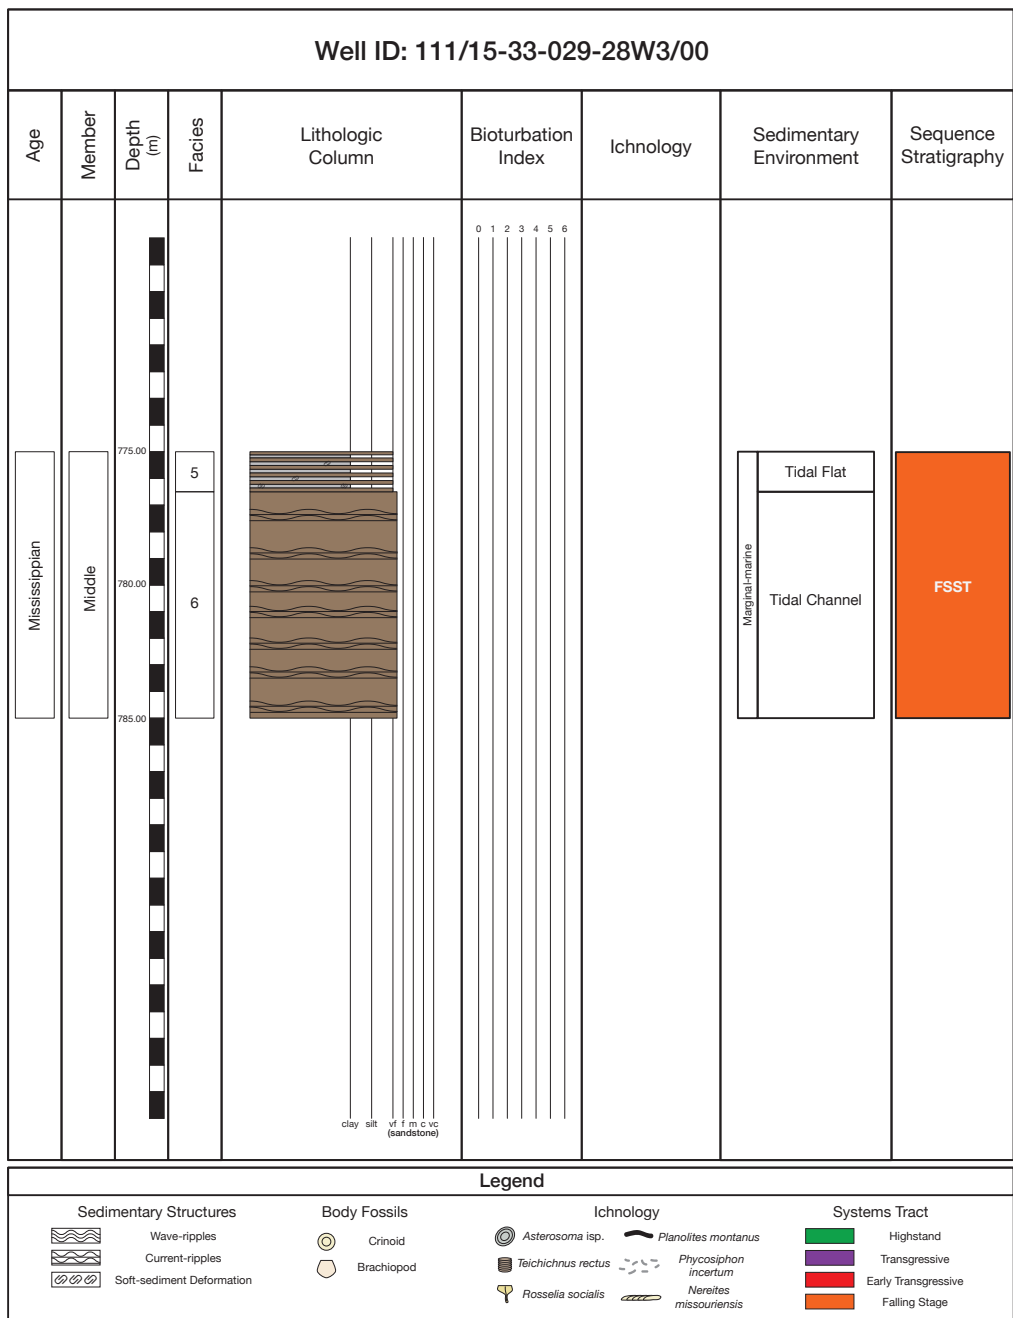 Well ID: 111/15-33-029-28W3/00
Age
Member
Depth
(m)
Facies
Lithologic
Column
Bioturbation
Index
Ichnology
Sedimentary
Environment
Sequence
Stratigraphy
0 1 2 3 4 5 6
775.00
780.00
785.00
Mississippian
Middle
5
6
Marginal-marine
Tidal Flat
Tidal Channel
FSST
clay silt vf f m c vc
(sandstone)
Legend
Sedimentary Structures
Wave-ripples
Current-ripples
Soft-sediment Deformation
Body Fossils
Crinoid
Brachiopod
Ichnology
Asterosoma isp.
Teichichnus rectus
Rosselia socialis
Planolites montanus
Phycosiphon
incertum
Nereites
missouriensis
Systems Tract
Highstand
Transgressive
Early Transgressive
Falling Stage